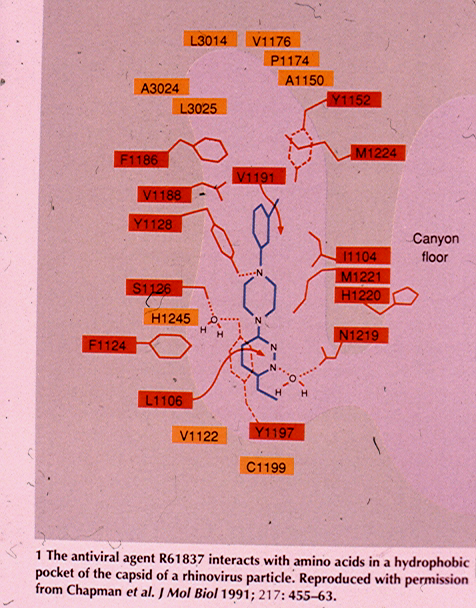 L3014 V1176
P1174
A3024 A1150
L3025 Y1152
F1186 M1224
V1191
V1188
Y1128
Canyon
floor
I1104
N M1221
S1126 H1220
H1245 O N
H H N1219
F1124 N
N
O
L1106 H H
V1122 Y1197
C1199
1 The antiviral agent R61837 interacts with amino acids in a hydrophobic
pocket of the capsid of a rhinovirus particle. Reproduced with permission
from Chapman et al. J Mol Biol 1991; 217: 455–63.